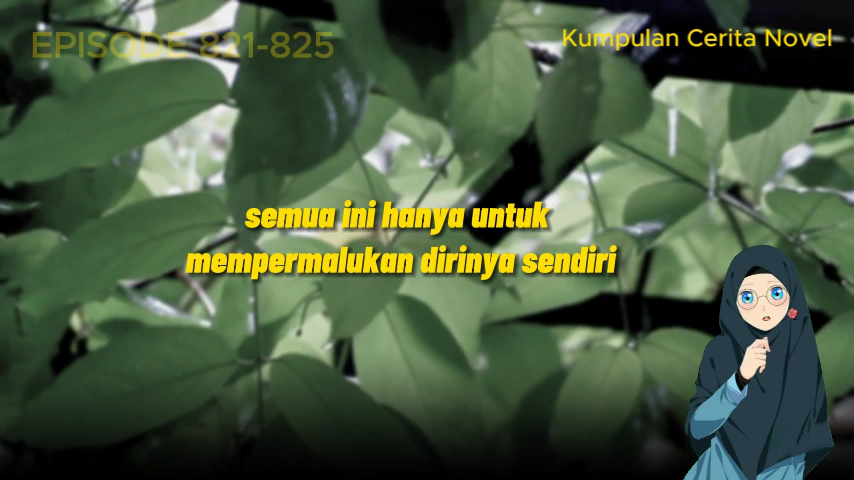 EPISODE 821-825
Kumpulan Cerita Novel
semua ini hanya untuk
mempermalukan dirinya sendiri